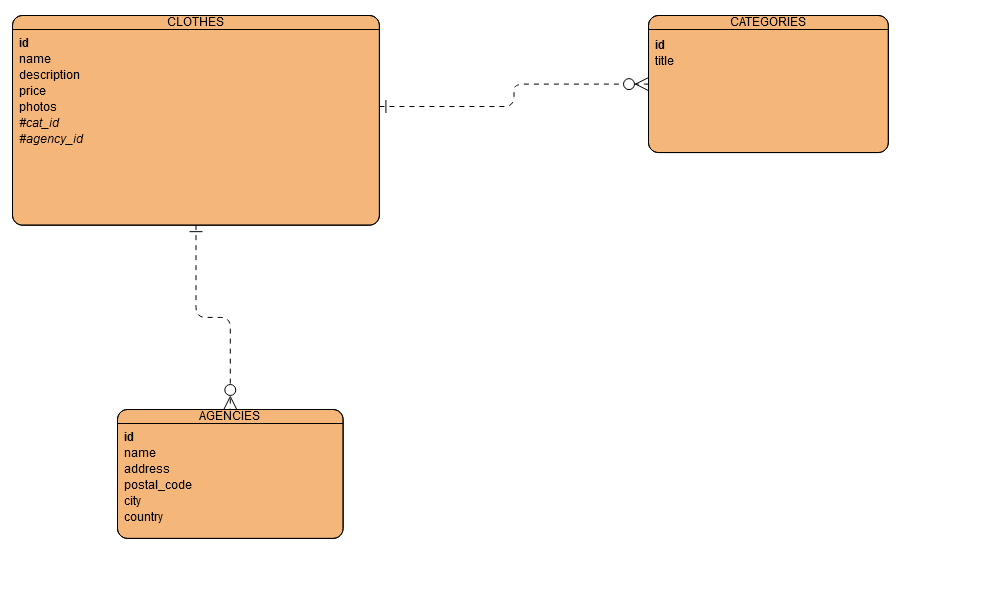 CLOTHES
id
name
description
price
photos
#cat_id
#agency_id
CATEGORIES
id
title
AGENCIES
id
name
address
postal_code
city
country